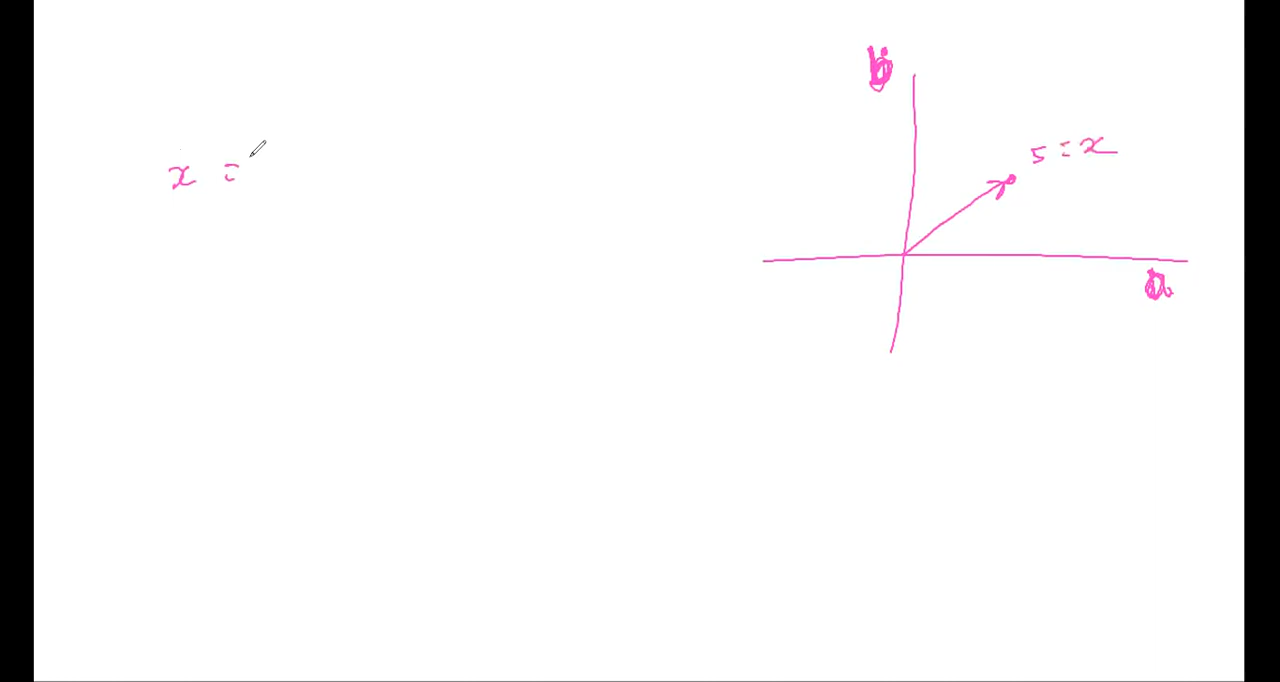 b
5 = x
x =
a